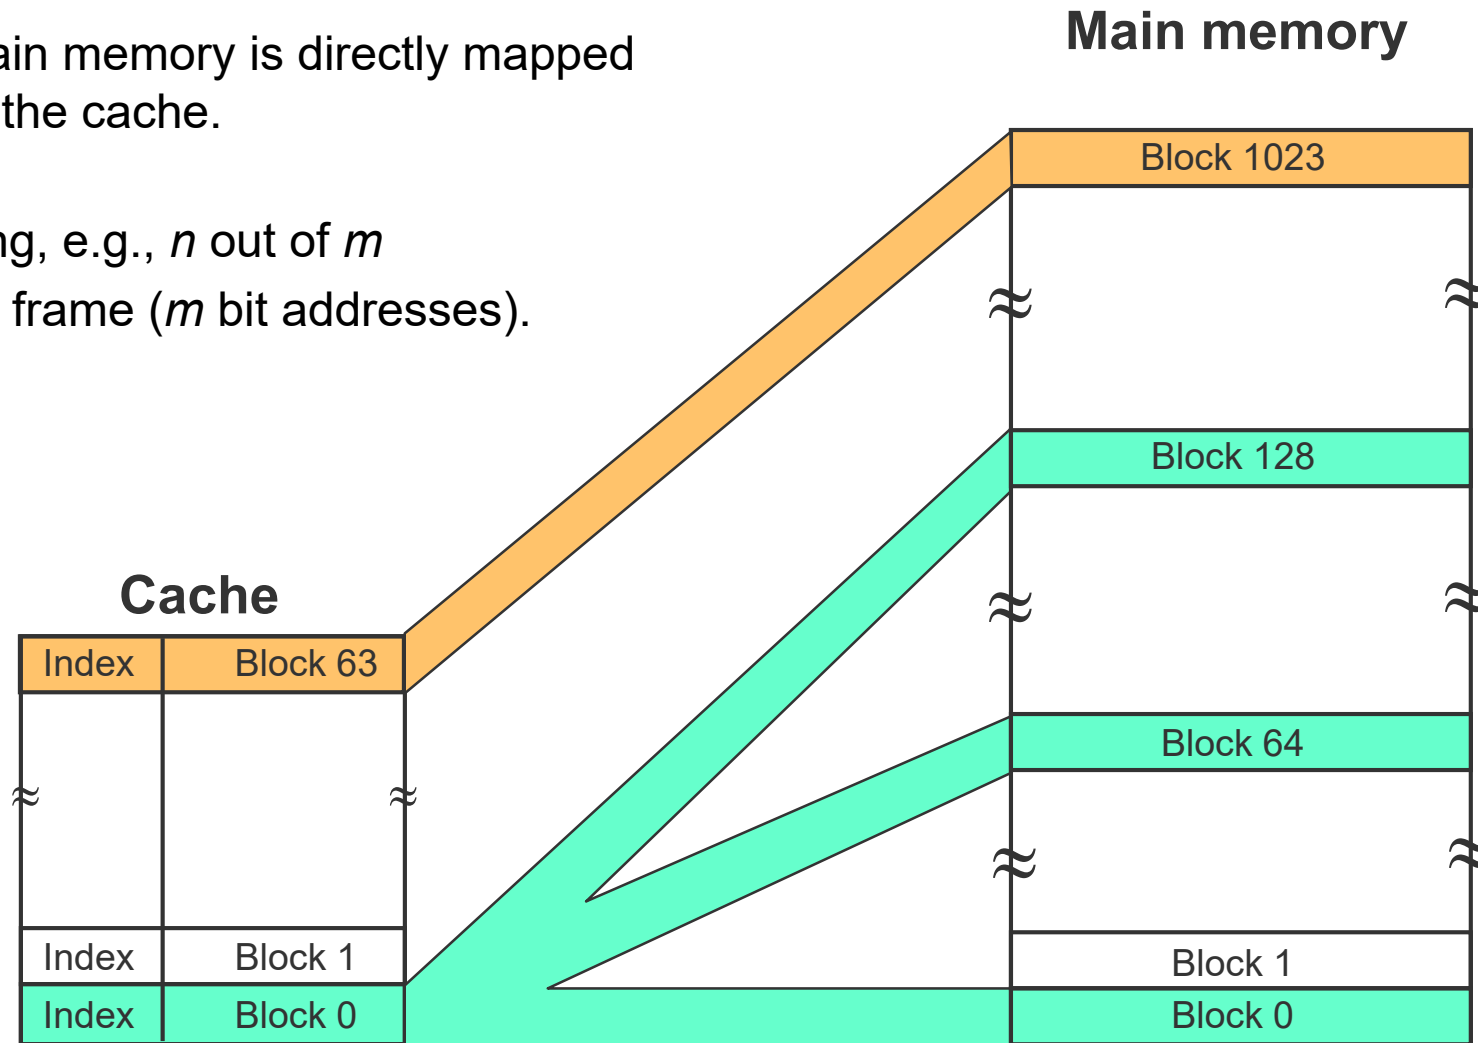 Main memory
ain memory is directly mapped
the cache.
ng, e.g., n out of m
frame (m bit addresses).
Block 1023
Block 128
Cache
Index Block 63
Block 64
Index Block 1
Block 1
Index Block 0
Block 0